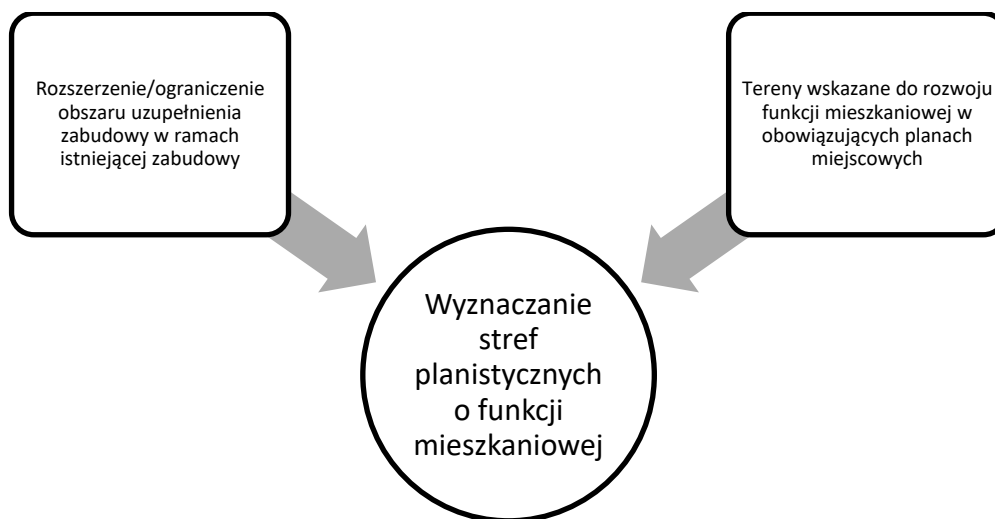 Rozszerzenie/ograniczenie
obszaru uzupełnienia
zabudowy w ramach
istniejącej zabudowy
Tereny wskazane do rozwoju
funkcji mieszkaniowej w
obowiązujących planach
miejscowych
Wyznaczanie
stref
planistycznych
o funkcji
mieszkaniowej